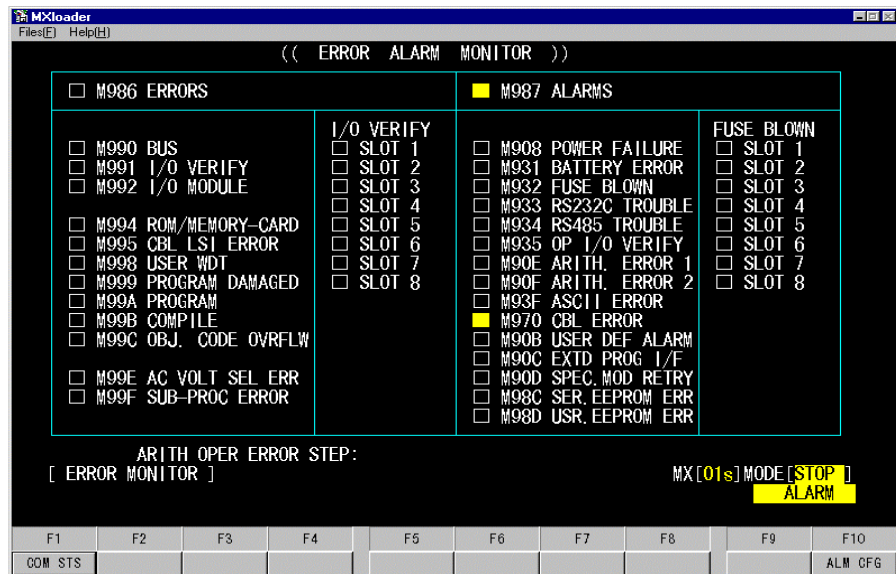 MXloader
Files(F) Help(H)
(( ERROR ALARM MONITOR ))
M986 ERRORS
M990 BUS
M991 I/O VERIFY
M992 I/O MODULE
M994 ROM/MEMORY-CARD
M995 CBL LSI ERROR
M998 USER WDT
M999 PROGRAM DAMAGED
M99A PROGRAM
M99B COMPILE
M99C OBJ. CODE OVRFLW
M99E AC VOLT SEL ERR
M99F SUB-PROC ERROR
I/O VERIFY
SLOT 1
SLOT 2
SLOT 3
SLOT 4
SLOT 5
SLOT 6
SLOT 7
SLOT 8
M987 ALARMS
M908 POWER FAILURE
M931 BATTERY ERROR
M932 FUSE BLOWN
M933 RS232C TROUBLE
M934 RS485 TROUBLE
M935 OP I/O VERIFY
M90E ARITH. ERROR 1
M90F ARITH. ERROR 2
M93F ASCII ERROR
M970 CBL ERROR
M90B USER DEF ALARM
M90C EXTD PROG I/F
M90D SPEC.MOD RETRY
M98C SER.EEPROM ERR
M98D USR.EEPROM ERR
FUSE BLOWN
SLOT 1
SLOT 2
SLOT 3
SLOT 4
SLOT 5
SLOT 6
SLOT 7
SLOT 8
ARITH OPER ERROR STEP:
[ ERROR MONITOR ] MX[01s]MODE[STOP ]
ALARM
F1 F2 F3 F4 F5 F6 F7 F8 F9 F10
COM STS ALM CFG